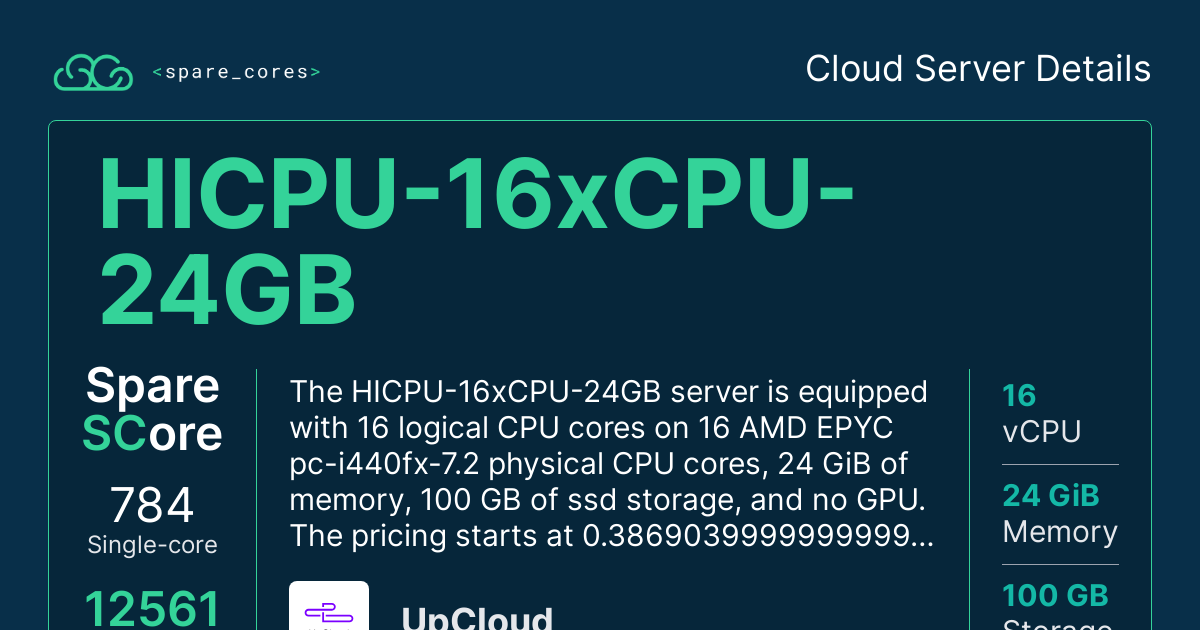 <spare_cores>
Cloud Server Details
HICPU-16xCPU-
24GB
Spare
SCore
784
Single-core
12561
The HICPU-16xCPU-24GB server is equipped
with 16 logical CPU cores on 16 AMD EPYC
pc-i440fx-7.2 physical CPU cores, 24 GiB of
memory, 100 GB of ssd storage, and no GPU.
The pricing starts at 0.3869039999999999...
UpCloud
16
vCPU
24 GiB
Memory
100 GB
Storage